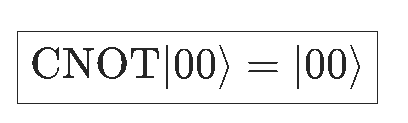 CNOT|00⟩ = |00⟩